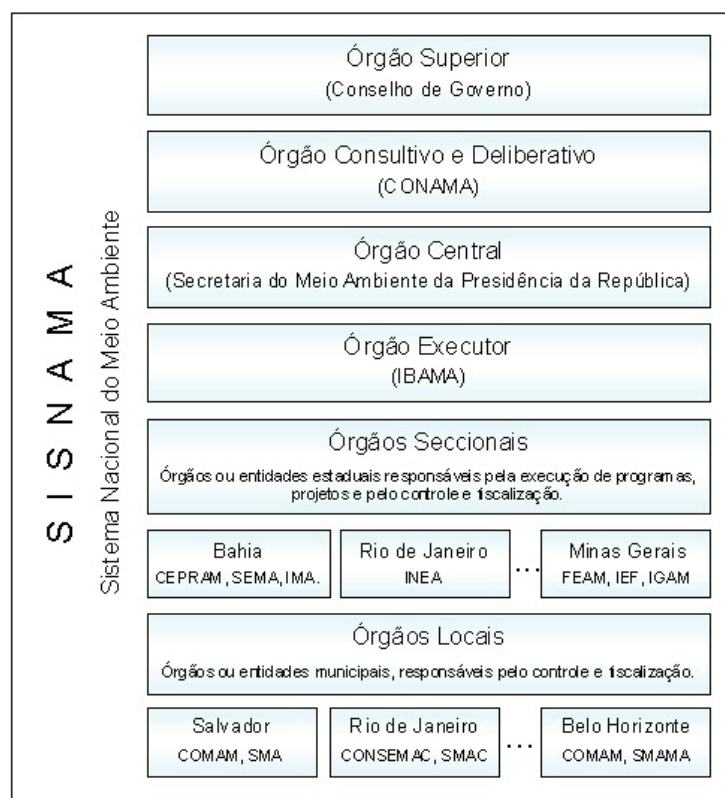 SISNAMA
Sistema Nacional do Meio Ambiente
Órgão Superior
(Conselho de Governo)
Órgão Consultivo e Deliberativo
(CONAMA)
Órgão Central
(Secretaria do Meio Ambiente da Presidência da República)
Órgão Executor
(IBAMA)
Órgãos Seccionais
Órgãos ou entidades estaduais responsáveis pela execução de programas,
projetos e pelo controle e fiscalização.
Bahia
CEPRAM, SEMA, IMA.
Rio de Janeiro
INEA
...
Minas Gerais
FEAM, IEF, IGAM
Órgãos Locais
Órgãos ou entidades municipais, responsáveis pelo controle e fiscalização.
Salvador
COMAM, SMA
Rio de Janeiro
CONSEMAC, SMAC
...
Belo Horizonte
COMAM, SMAMA